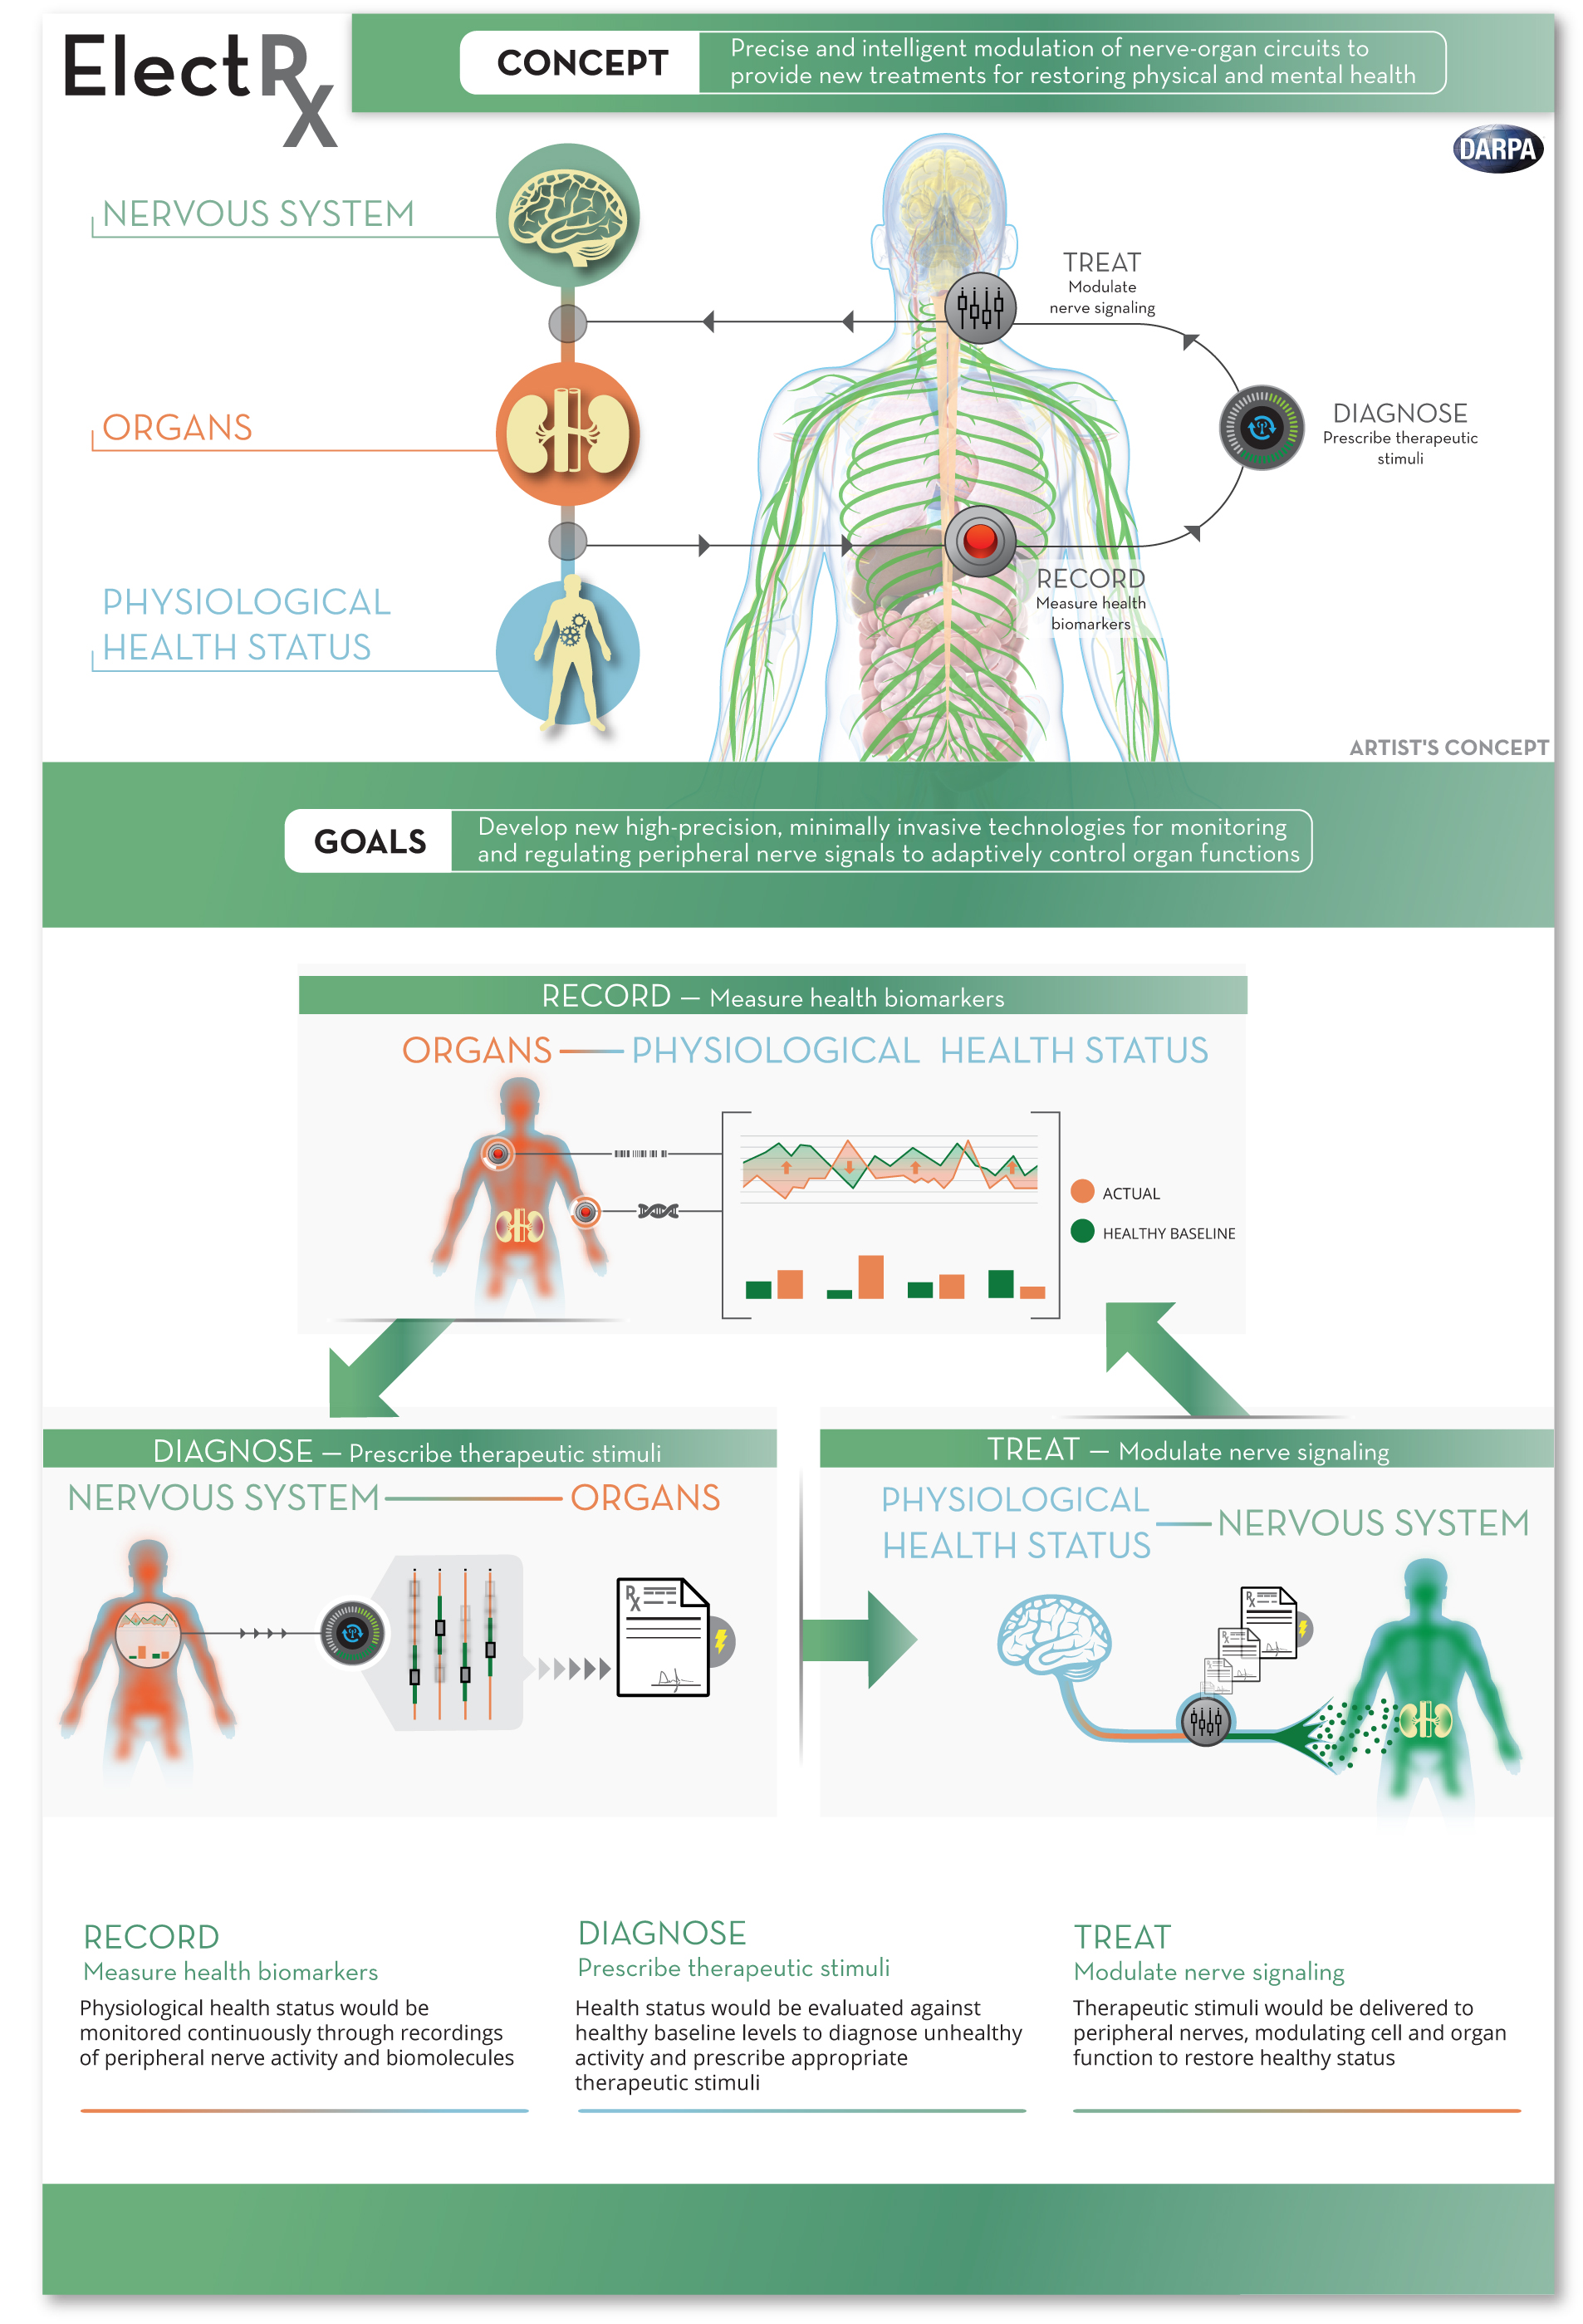 ElectRx
CONCEPT
Precise and intelligent modulation of nerve-organ circuits to
provide new treatments for restoring physical and mental health
DARPA
NERVOUS SYSTEM
TREAT
Modulate
nerve signaling
ORGANS
DIAGNOSE
Prescribe therapeutic
stimuli
PHYSIOLOGICAL
HEALTH STATUS
RECORD
Measure health
biomarkers
ARTIST'S CONCEPT
GOALS
Develop new high-precision, minimally invasive technologies for monitoring
and regulating peripheral nerve signals to adaptively control organ functions
RECORD — Measure health biomarkers
ORGANS — PHYSIOLOGICAL HEALTH STATUS
ACTUAL
HEALTHY BASELINE
DIAGNOSE — Prescribe therapeutic stimuli
NERVOUS SYSTEM — ORGANS
Rx
TREAT — Modulate nerve signaling
PHYSIOLOGICAL
HEALTH STATUS — NERVOUS SYSTEM
Rx
Rx
Rx
RECORD
Measure health biomarkers
Physiological health status would be
monitored continuously through recordings
of peripheral nerve activity and biomolecules
DIAGNOSE
Prescribe therapeutic stimuli
Health status would be evaluated against
healthy baseline levels to diagnose unhealthy
activity and prescribe appropriate
therapeutic stimuli
TREAT
Modulate nerve signaling
Therapeutic stimuli would be delivered to
peripheral nerves, modulating cell and organ
function to restore healthy status